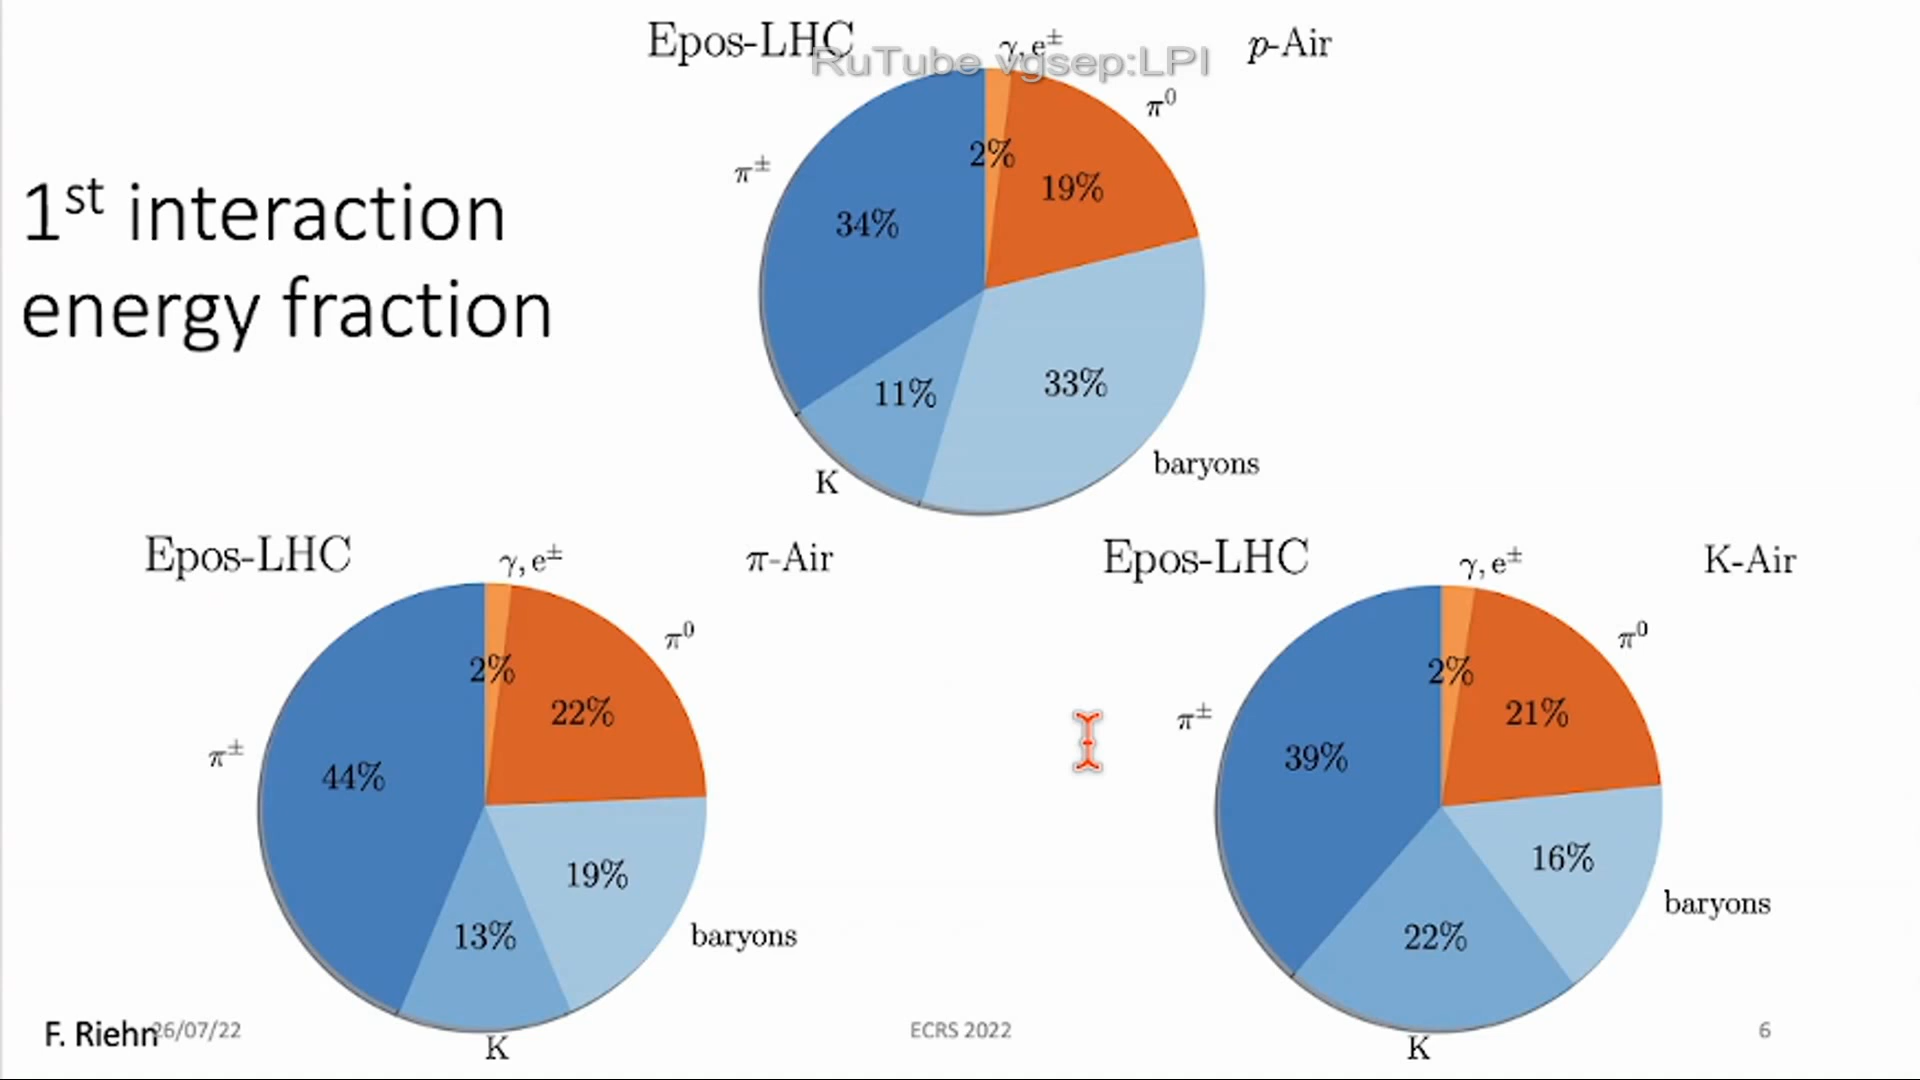 Epos-LHC
γ, e±
p-Air
RuTube vgsep:LPI
π⁰
2%
19%
π±
34%
1st interaction
energy fraction
11%
33%
K
baryons
Epos-LHC
γ, e±
π-Air
π⁰
2%
22%
π±
44%
19%
13%
baryons
K
Epos-LHC
γ, e±
K-Air
π⁰
2%
21%
π±
39%
16%
baryons
22%
K
F. Riehn
26/07/22
ECRS 2022
6